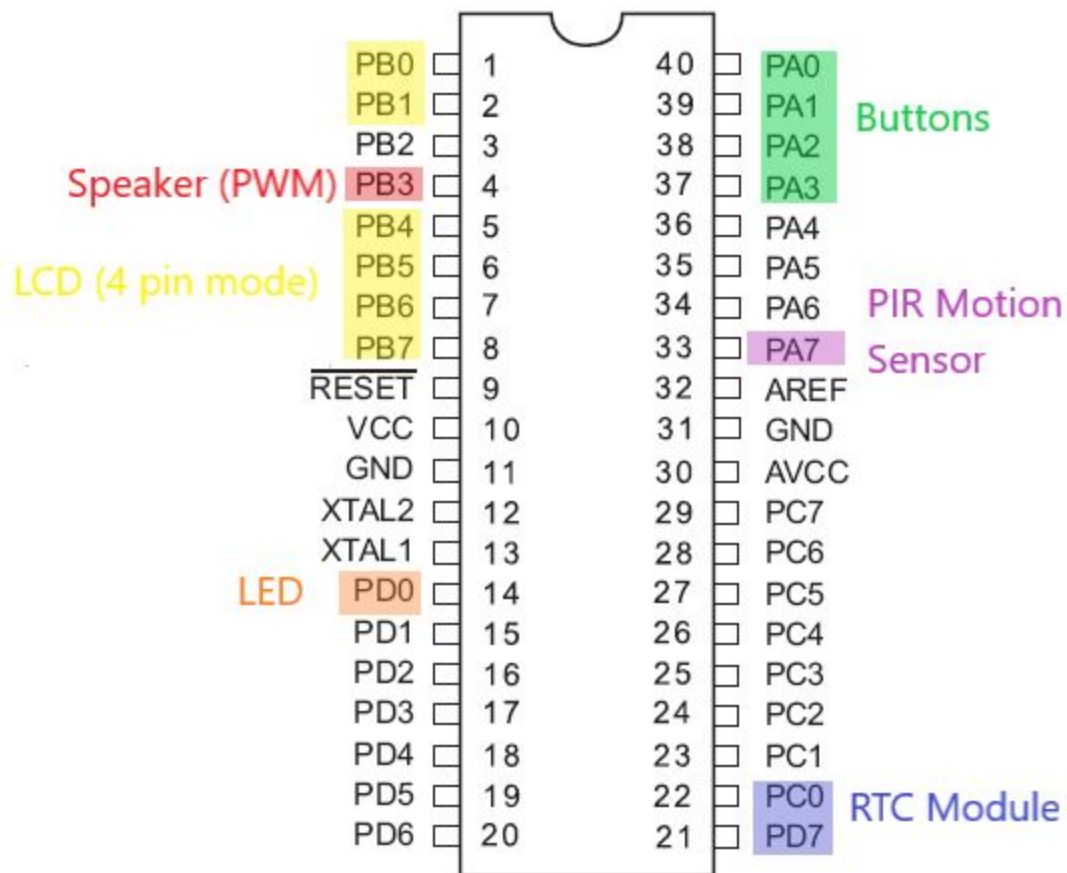 PB0 1 40 PA0
PB1 2 39 PA1 Buttons
PB2 3 38 PA2
Speaker (PWM) PB3 4 37 PA3
PB4 5 36 PA4
LCD (4 pin mode) PB5 6 35 PA5
PB6 7 34 PA6 PIR Motion
PB7 8 33 PA7 Sensor
RESET 9 32 AREF
VCC 10 31 GND
GND 11 30 AVCC
XTAL2 12 29 PC7
XTAL1 13 28 PC6
LED PD0 14 27 PC5
PD1 15 26 PC4
PD2 16 25 PC3
PD3 17 24 PC2
PD4 18 23 PC1
PD5 19 22 PC0 RTC Module
PD6 20 21 PD7